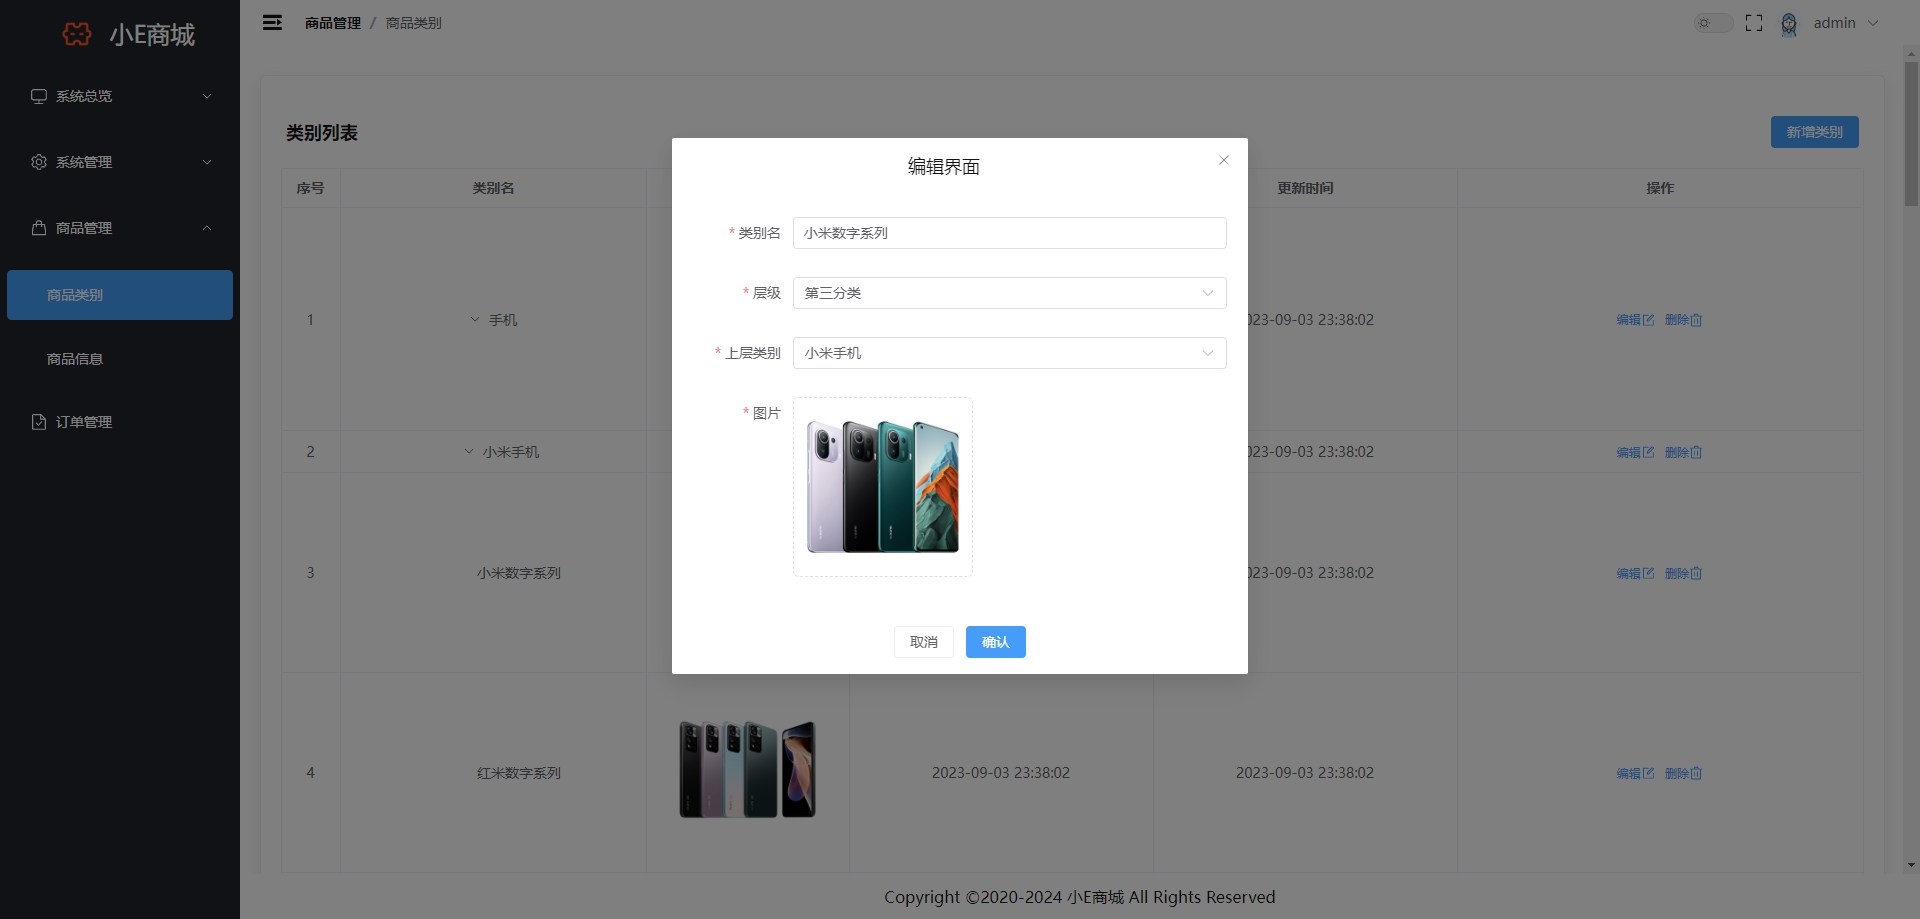 小E商城
系统总览
系统管理
商品管理
商品类别
商品信息
订单管理
商品管理 / 商品类别
admin
类别列表
新增类别
序号 类别名 更新时间 操作
1 手机 023-09-03 23:38:02 编辑 删除
2 小米手机 023-09-03 23:38:02 编辑 删除
3 小米数字系列 023-09-03 23:38:02 编辑 删除
4 红米数字系列 2023-09-03 23:38:02 2023-09-03 23:38:02 编辑 删除
编辑界面
* 类别名 小米数字系列
* 层级 第三分类
* 上层类别 小米手机
* 图片
取消 确认
Copyright ©2020-2024 小E商城 All Rights Reserved